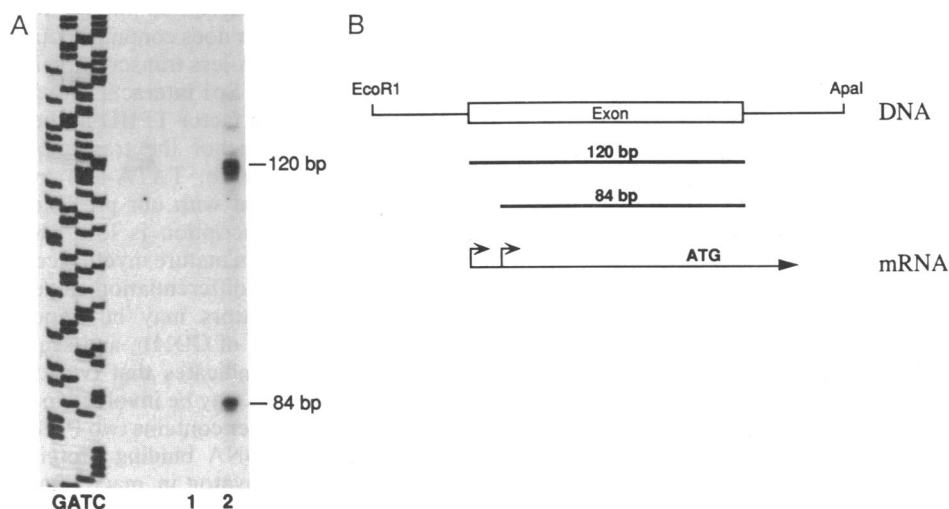 A
120 bp
84 bp
GATC 1 2
B
EcoR1 ApaI
Exon DNA
120 bp
84 bp
ATG mRNA